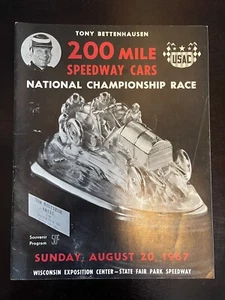 TONY BETTENHAUSEN
200 MILE
SPEEDWAY CARS
USAC
NATIONAL CHAMPIONSHIP RACE
Souvenir
Program
50¢
SUNDAY, AUGUST 20, 1967
WISCONSIN EXPOSITION CENTER—STATE FAIR PARK SPEEDWAY